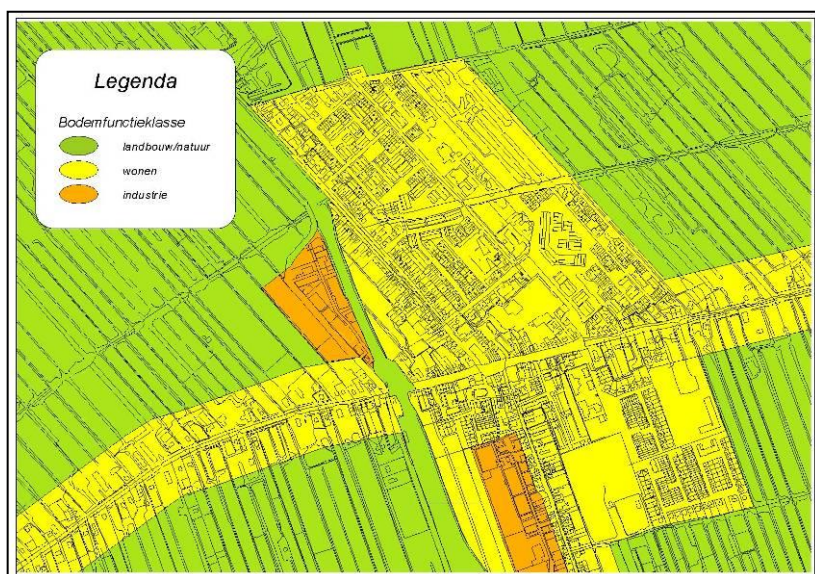 Legenda
Bodemfunctieklasse
landbouw/natuur
wonen
industrie